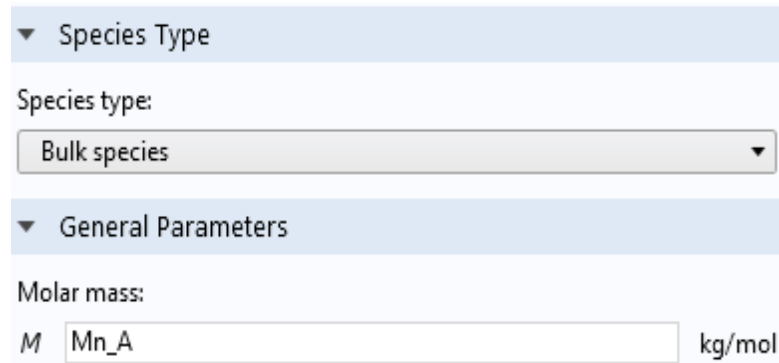 Species Type
Species type:
Bulk species
General Parameters
Molar mass:
M Mn_A kg/mol